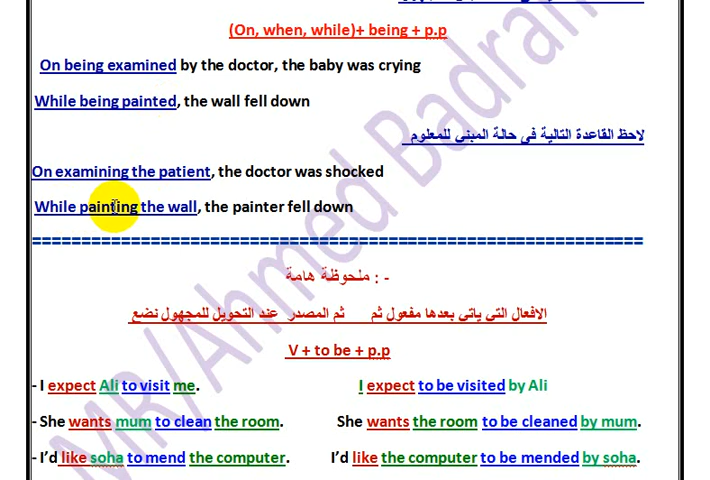 (On, when, while)+ being + p.p
On being examined by the doctor, the baby was crying
While being painted, the wall fell down
لاحظ القاعدة التالية فى حالة المبنى للمعلوم
On examining the patient, the doctor was shocked
While painting the wall, the painter fell down
==============================================================
ملحوظة هامة : -
الافعال التي ياتي بعدها مفعول ثم ثم المصدر عند التحويل للمجهول نضع
V + to be + p.p
- I expect Ali to visit me. I expect to be visited by Ali
- She wants mum to clean the room. She wants the room to be cleaned by mum.
- I'd like soha to mend the computer. I'd like the computer to be mended by soha.
MR/Ahmed Badran